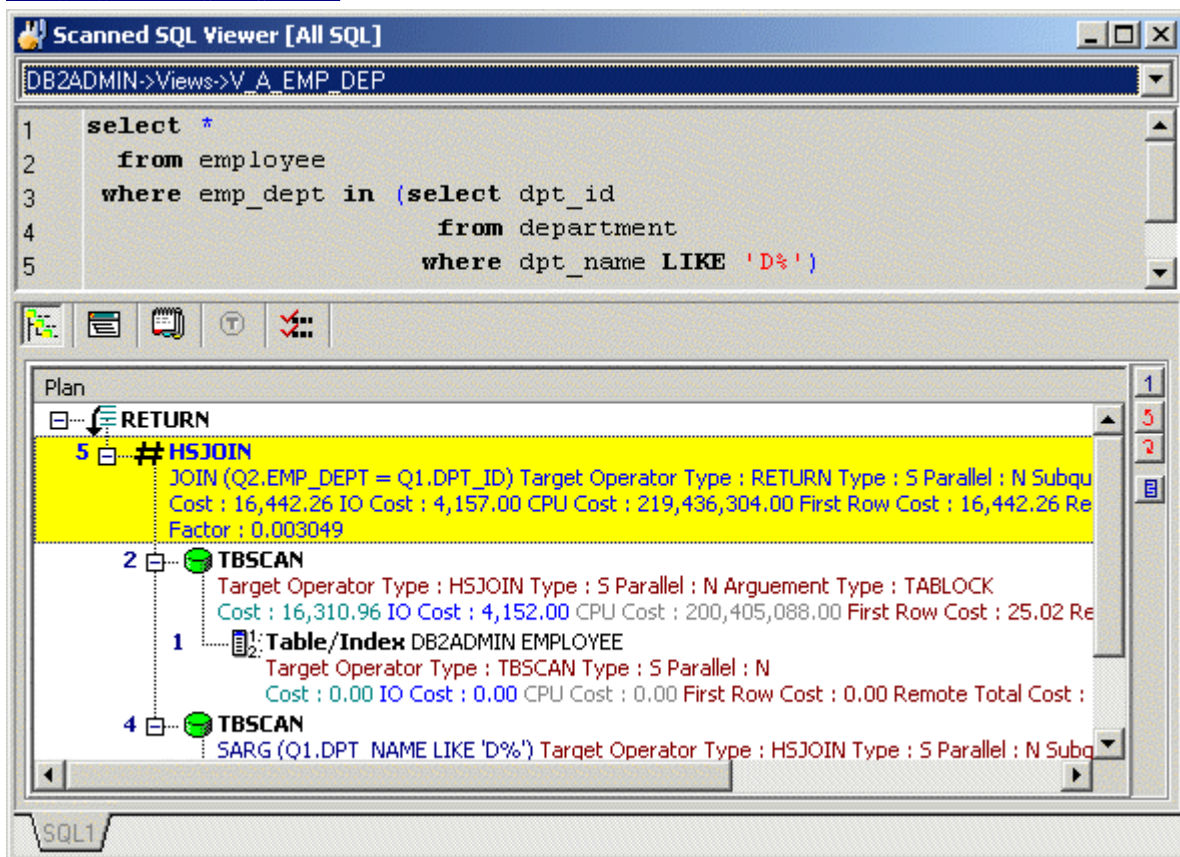 Scanned SQL Viewer [All SQL]
DB2ADMIN->Views->V_A_EMP_DEP
1 select *
2 from employee
3 where emp_dept in (select dpt_id
4 from department
5 where dpt_name LIKE 'D%')
Plan
RETURN
5 HSJOIN
JOIN (Q2.EMP_DEPT = Q1.DPT_ID) Target Operator Type : RETURN Type : S Parallel : N Subqu
Cost : 16,442.26 IO Cost : 4,157.00 CPU Cost : 219,436,304.00 First Row Cost : 16,442.26 Re
Factor : 0.003049
2 TBSCAN
Target Operator Type : HSJOIN Type : S Parallel : N Arguement Type : TABLOCK
Cost : 16,310.96 IO Cost : 4,152.00 CPU Cost : 200,405,088.00 First Row Cost : 25.02 Re
1 Table/Index DB2ADMIN EMPLOYEE
Target Operator Type : TBSCAN Type : S Parallel : N
Cost : 0.00 IO Cost : 0.00 CPU Cost : 0.00 First Row Cost : 0.00 Remote Total Cost :
4 TBSCAN
SARG (Q1.DPT_NAME LIKE 'D%') Target Operator Type : HSJOIN Type : S Parallel : N Subq
1
SQL1